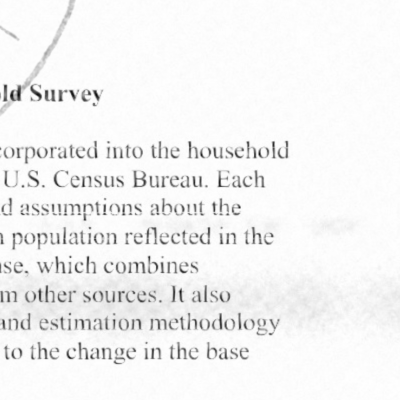 ld Survey
corporated into the household
U.S. Census Bureau. Each
d assumptions about the
population reflected in the
se, which combines
m other sources. It also
and estimation methodology
to the change in the base